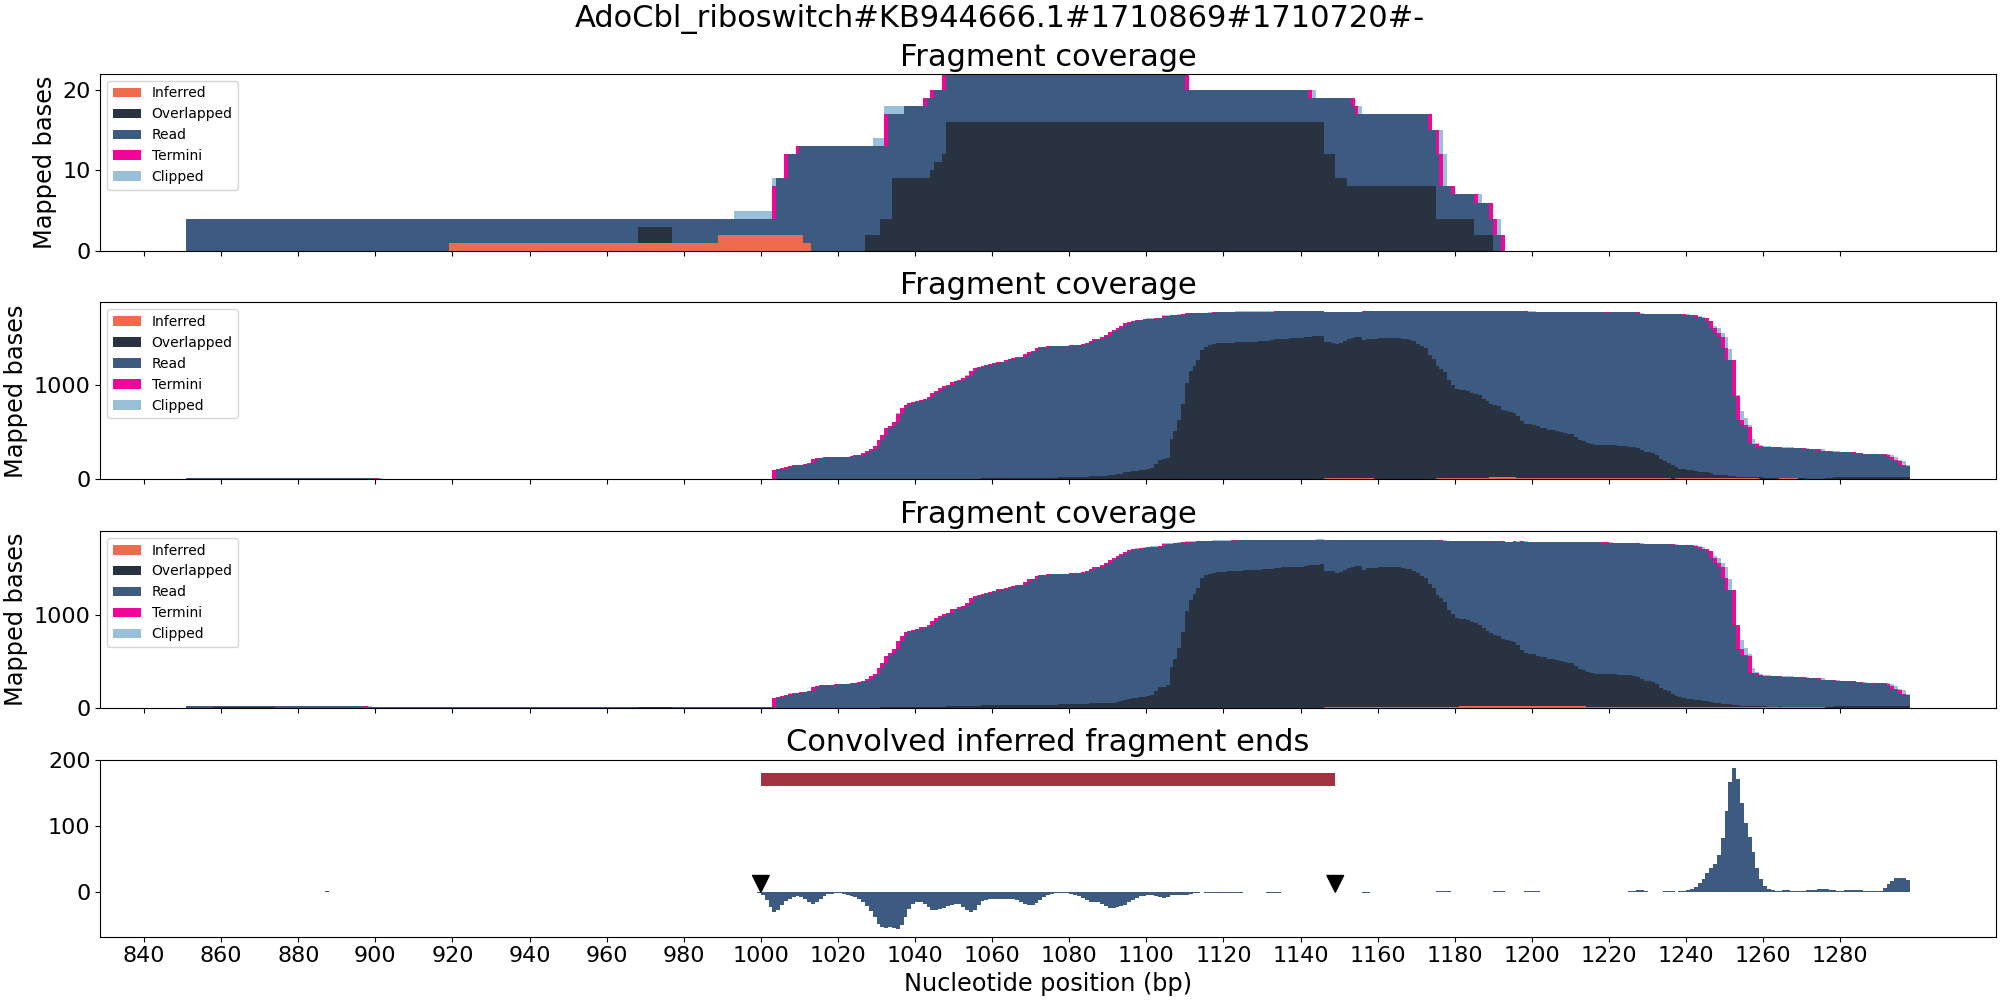 AdoCbl_riboswitch#KB944666.1#1710869#1710720#-
Fragment coverage
Mapped bases
20
10
0
Inferred
Overlapped
Read
Termini
Clipped
Fragment coverage
Mapped bases
1000
0
Inferred
Overlapped
Read
Termini
Clipped
Fragment coverage
Mapped bases
1000
0
Inferred
Overlapped
Read
Termini
Clipped
Convolved inferred fragment ends
200
100
0
840 860 880 900 920 940 960 980 1000 1020 1040 1060 1080 1100 1120 1140 1160 1180 1200 1220 1240 1260 1280
Nucleotide position (bp)